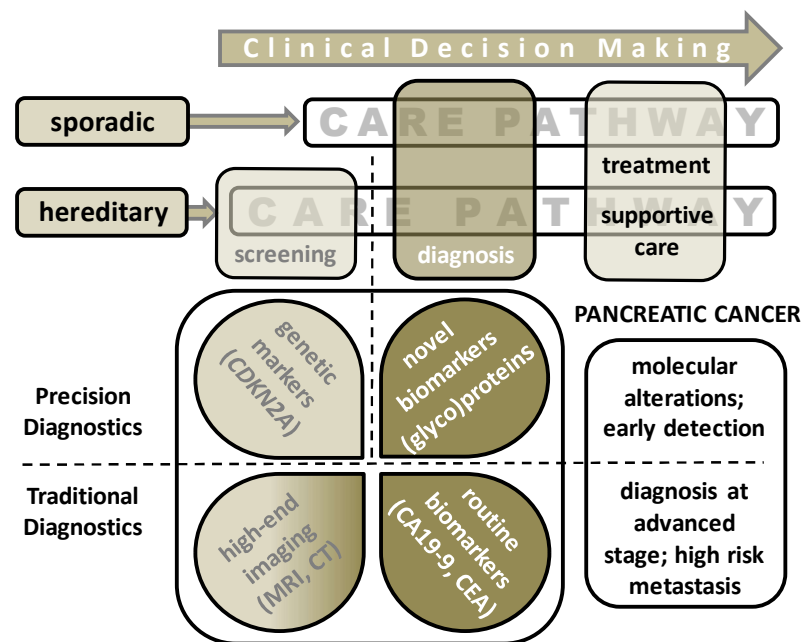 Clinical Decision Making
sporadic
CARE PATHWAY
hereditary
CARE PATHWAY
screening
diagnosis
treatment
supportive
care
genetic
markers
(CDKN2A)
novel
biomarkers
(glyco)proteins
PANCREATIC CANCER
Precision
Diagnostics
molecular
alterations;
early detection
Traditional
Diagnostics
high-end
imaging
(MRI, CT)
routine
biomarkers
(CA19-9, CEA)
diagnosis at
advanced
stage; high risk
metastasis